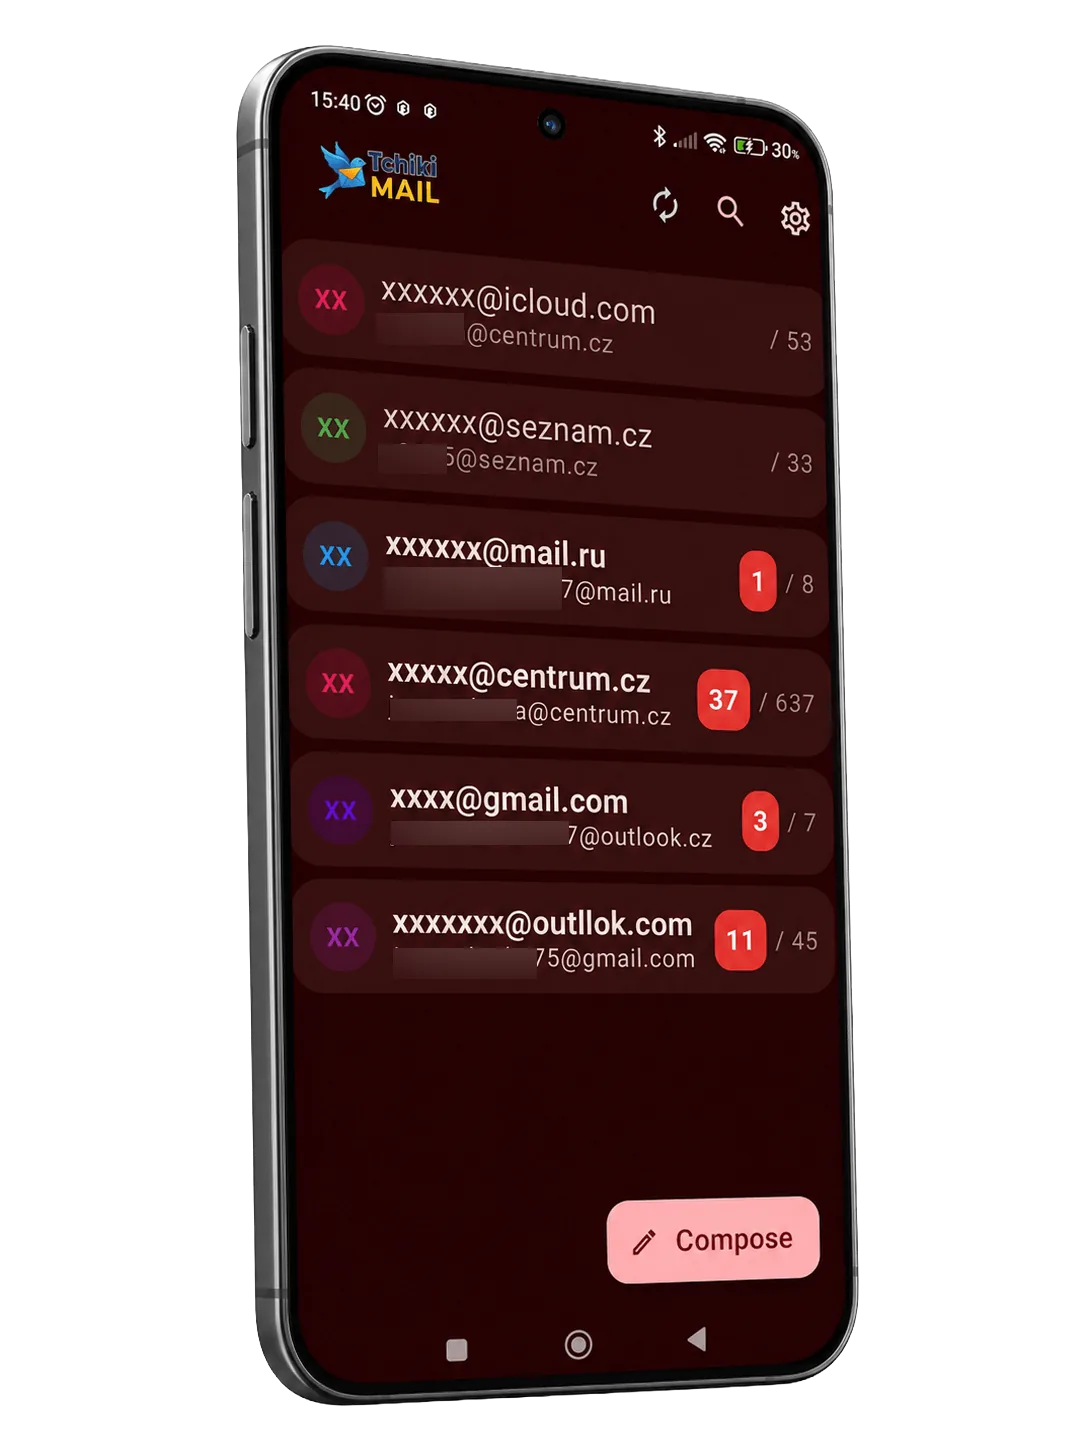 15:40
30%
Tchiki
MAIL
XX
xxxxxx@icloud.com
@centrum.cz
/ 53
XX
xxxxxx@seznam.cz
5@seznam.cz
/ 33
XX
xxxxxx@mail.ru
7@mail.ru
1 / 8
XX
xxxxx@centrum.cz
a@centrum.cz
37 / 637
XX
xxxx@gmail.com
7@outlook.cz
3 / 7
XX
xxxxxxx@outllok.com
75@gmail.com
11 / 45
Compose